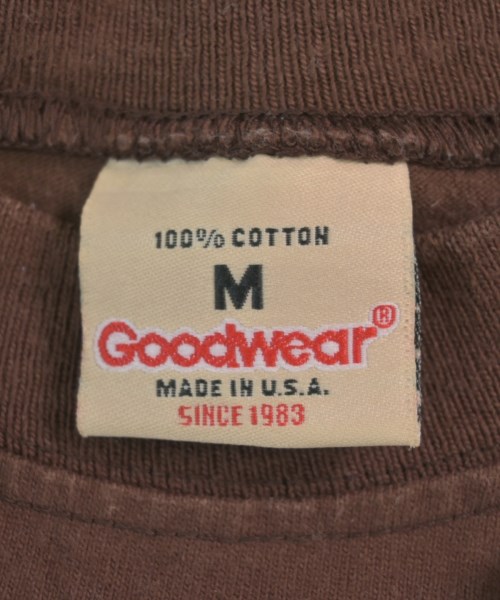 100% COTTON
M
Goodwear®
MADE IN U.S.A.
SINCE 1983